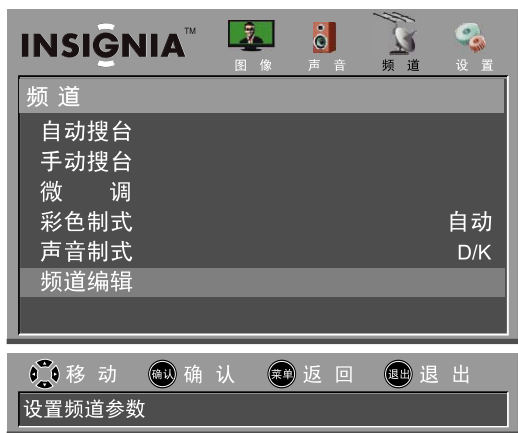 INSIGNIA™
图 像 声 音 频 道 设 置
频 道
自动搜台
手动搜台
微 调
彩色制式 自动
声音制式 D/K
频道编辑
移 动 确认 确 认 菜单 返 回 退出 退 出
设置频道参数